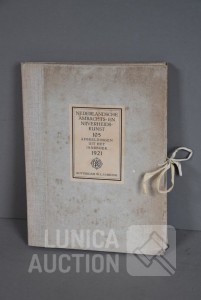 NEDERLANDSCHE
AMBACHTS- EN
NIJVERHEIDS-
KUNST
105
AFBEELDINGEN
UIT HET
JAARBOEK
1921
LUNICA
AUCTION